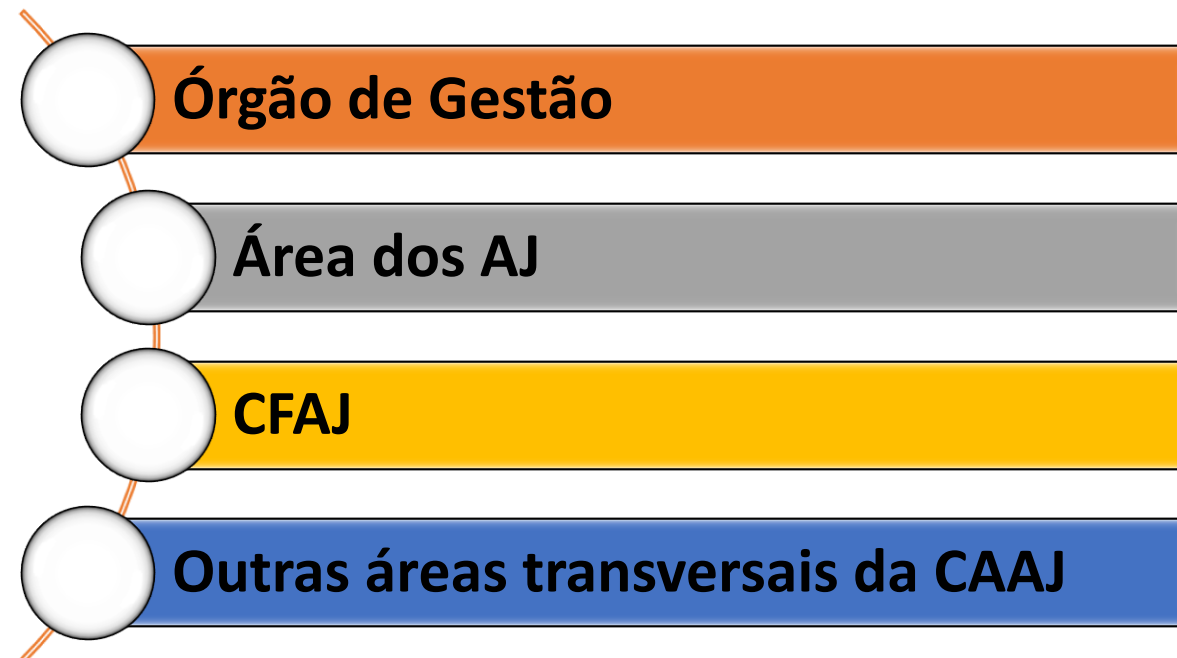 Órgão de Gestão
Área dos AJ
CFAJ
Outras áreas transversais da CAAJ